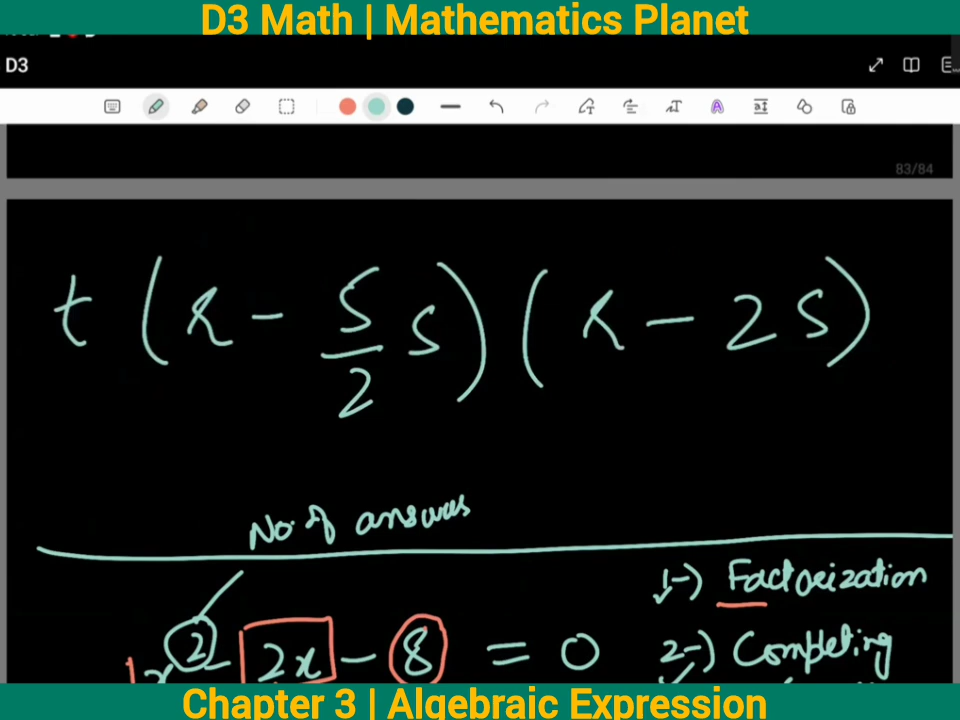 D3 Math | Mathematics Planet
D3
83/84
t (r - 5/2 s) (r - 2s)
No. of answers
1-) Factorization
x² - 2x - 8 = 0
2-) Completing
Chapter 3 | Algebraic Expression